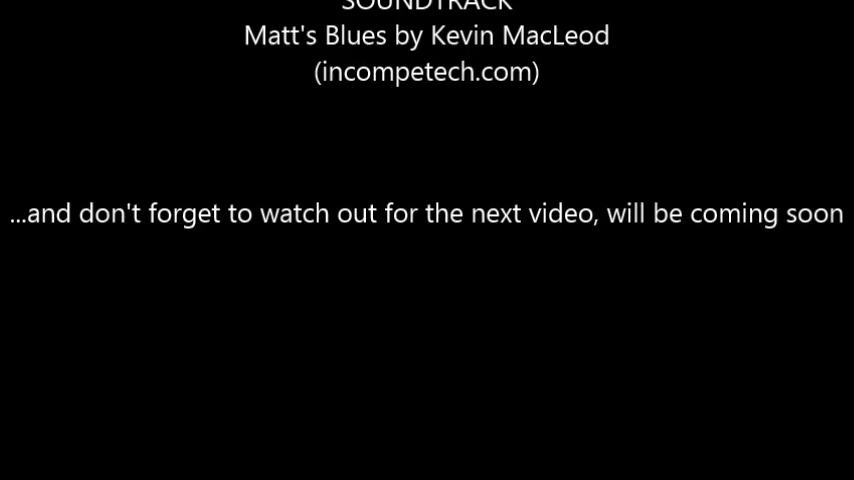 SOUNDTRACK
Matt's Blues by Kevin MacLeod
(incompetech.com)
...and don't forget to watch out for the next video, will be coming soon